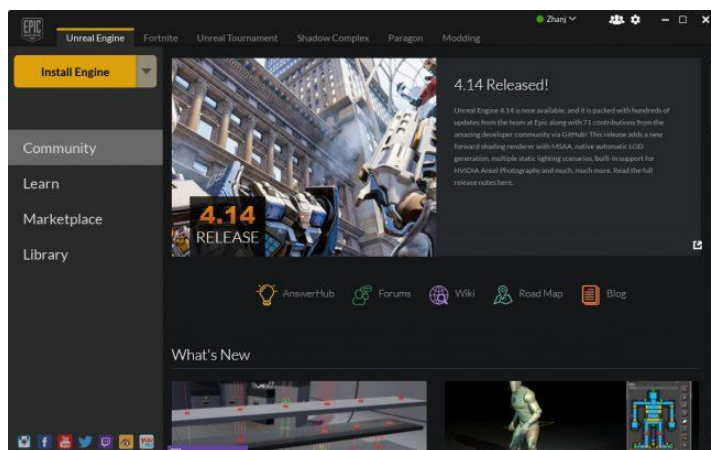 EPIC
Zhanj
Unreal Engine Fortnite Unreal Tournament Shadow Complex Paragon Modding
Install Engine
Community
Learn
Marketplace
Library
4.14
RELEASE
4.14 Released!
Unreal Engine 4.14 is now available, and it is packed with hundreds of
updates from the team at Epic along with 71 contributions from the
amazing developer community via GitHub! This release adds a new
forward shading renderer with MSAA, native automatic LOD
generation, multiple static lighting scenarios, built-in support for
NVIDIA Ansel Photography and much, much more. Read the full
release notes here.
AnswerHub Forums Wiki Road Map Blog
What's New